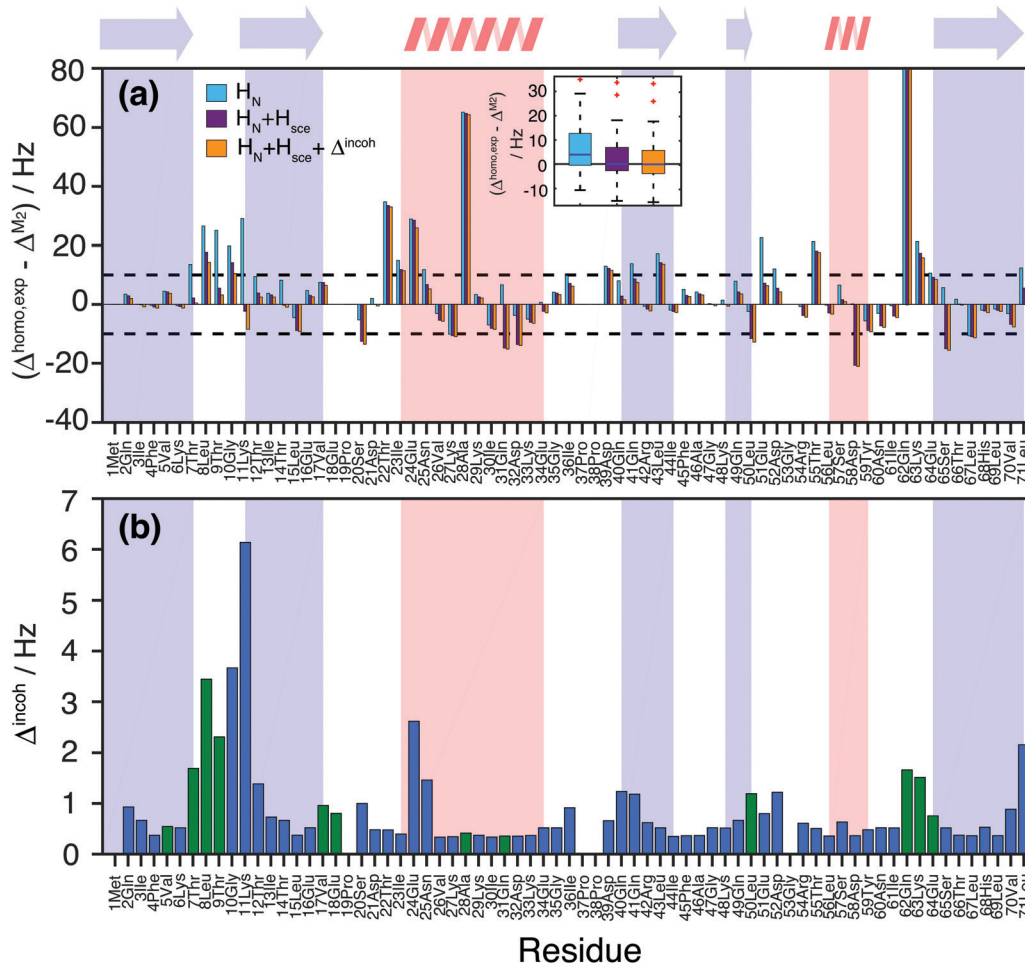 (a)
H_N
H_N+H_sce
H_N+H_sce+ Δ^incoh
(Δ^homo,exp - Δ^M2) / Hz
80
60
40
20
0
-20
-40
(Δ^homo,exp - Δ^M2)
/ Hz
30
20
10
0
-10
1Met
2Gln
3Ile
4Phe
5Val
6Lys
7Thr
8Leu
9Thr
10Gly
11Lys
12Thr
13Ile
14Thr
15Leu
16Glu
17Val
18Glu
19Pro
20Ser
21Asp
22Thr
23Ile
24Glu
25Asn
26Val
27Lys
28Ala
29Lys
30Ile
31Gln
32Asp
33Lys
34Glu
35Gly
36Ile
37Pro
38Pro
39Asp
40Gln
41Gln
42Arg
43Leu
44Ile
45Phe
46Ala
47Gly
48Lys
49Gln
50Leu
51Glu
52Asp
53Gly
54Arg
55Thr
56Leu
57Ser
58Asp
59Tyr
60Asn
61Ile
62Gln
63Lys
64Glu
65Ser
66Thr
67Leu
68His
69Leu
70Val
71Leu
(b)
Δ^incoh / Hz
7
6
5
4
3
2
1
0
1Met
2Gln
3Ile
4Phe
5Val
6Lys
7Thr
8Leu
9Thr
10Gly
11Lys
12Thr
13Ile
14Thr
15Leu
16Glu
17Val
18Glu
19Pro
20Ser
21Asp
22Thr
23Ile
24Glu
25Asn
26Val
27Lys
28Ala
29Lys
30Ile
31Gln
32Asp
33Lys
34Glu
35Gly
36Ile
37Pro
38Pro
39Asp
40Gln
41Gln
42Arg
43Leu
44Ile
45Phe
46Ala
47Gly
48Lys
49Gln
50Leu
51Glu
52Asp
53Gly
54Arg
55Thr
56Leu
57Ser
58Asp
59Tyr
60Asn
61Ile
62Gln
63Lys
64Glu
65Ser
66Thr
67Leu
68His
69Leu
70Val
71Leu
Residue